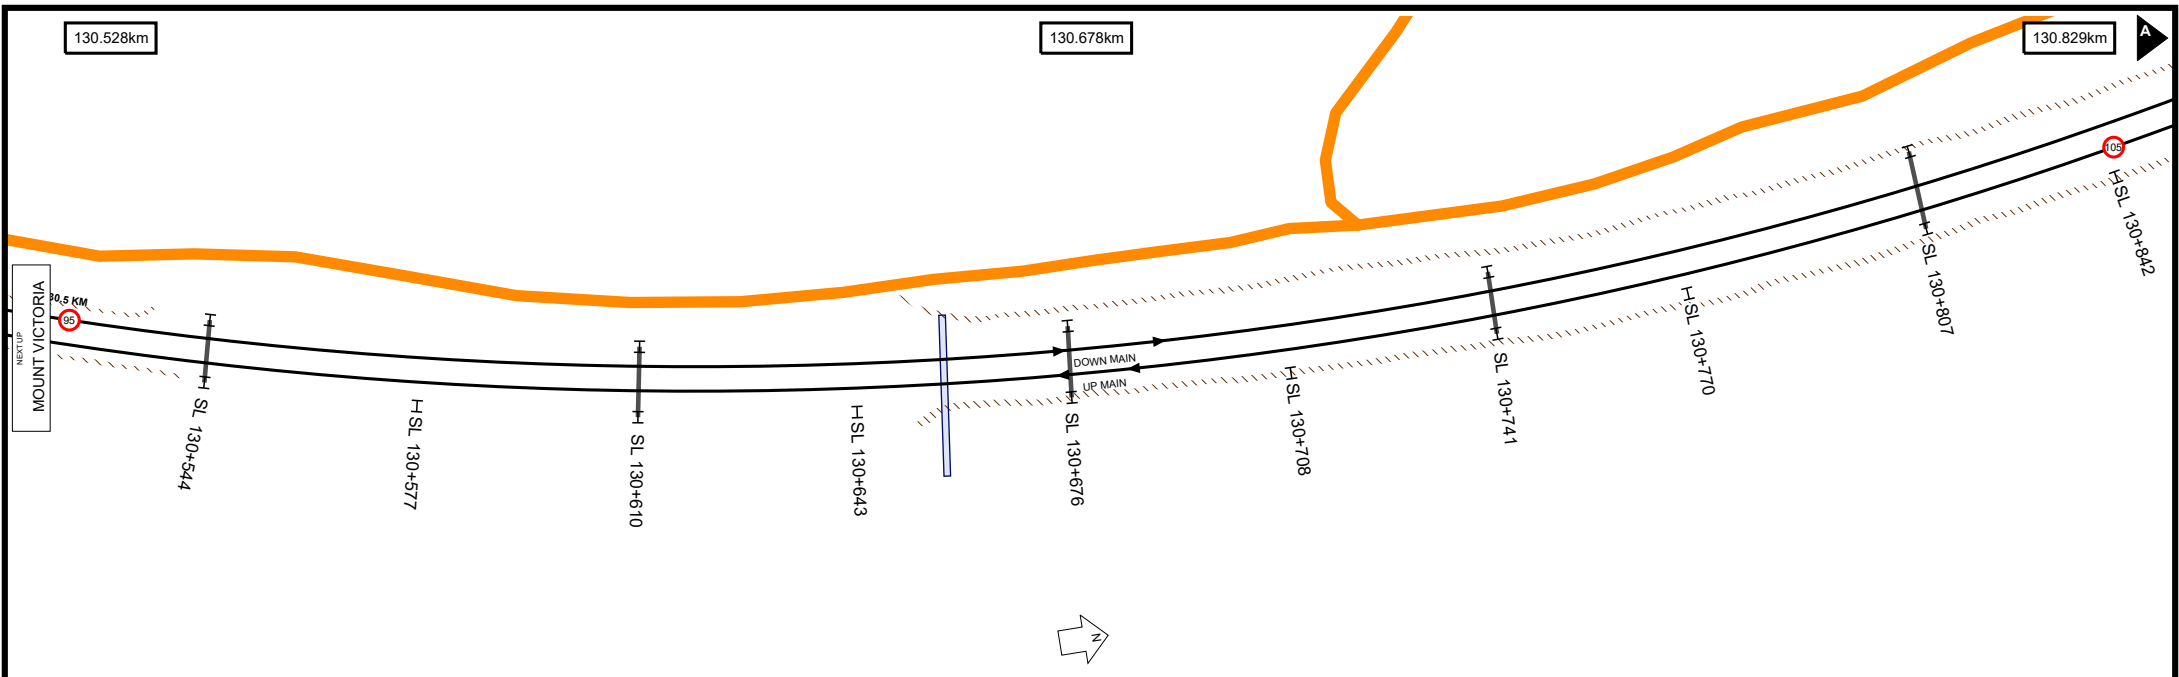 130.528km
130.678km
130.829km
A
30.5 KM
95
105
NEXT UP
MOUNT VICTORIA
DOWN MAIN
UP MAIN
SL 130+544
SL 130+577
SL 130+610
SL 130+643
SL 130+676
SL 130+708
SL 130+741
SL 130+770
SL 130+807
SL 130+842
N